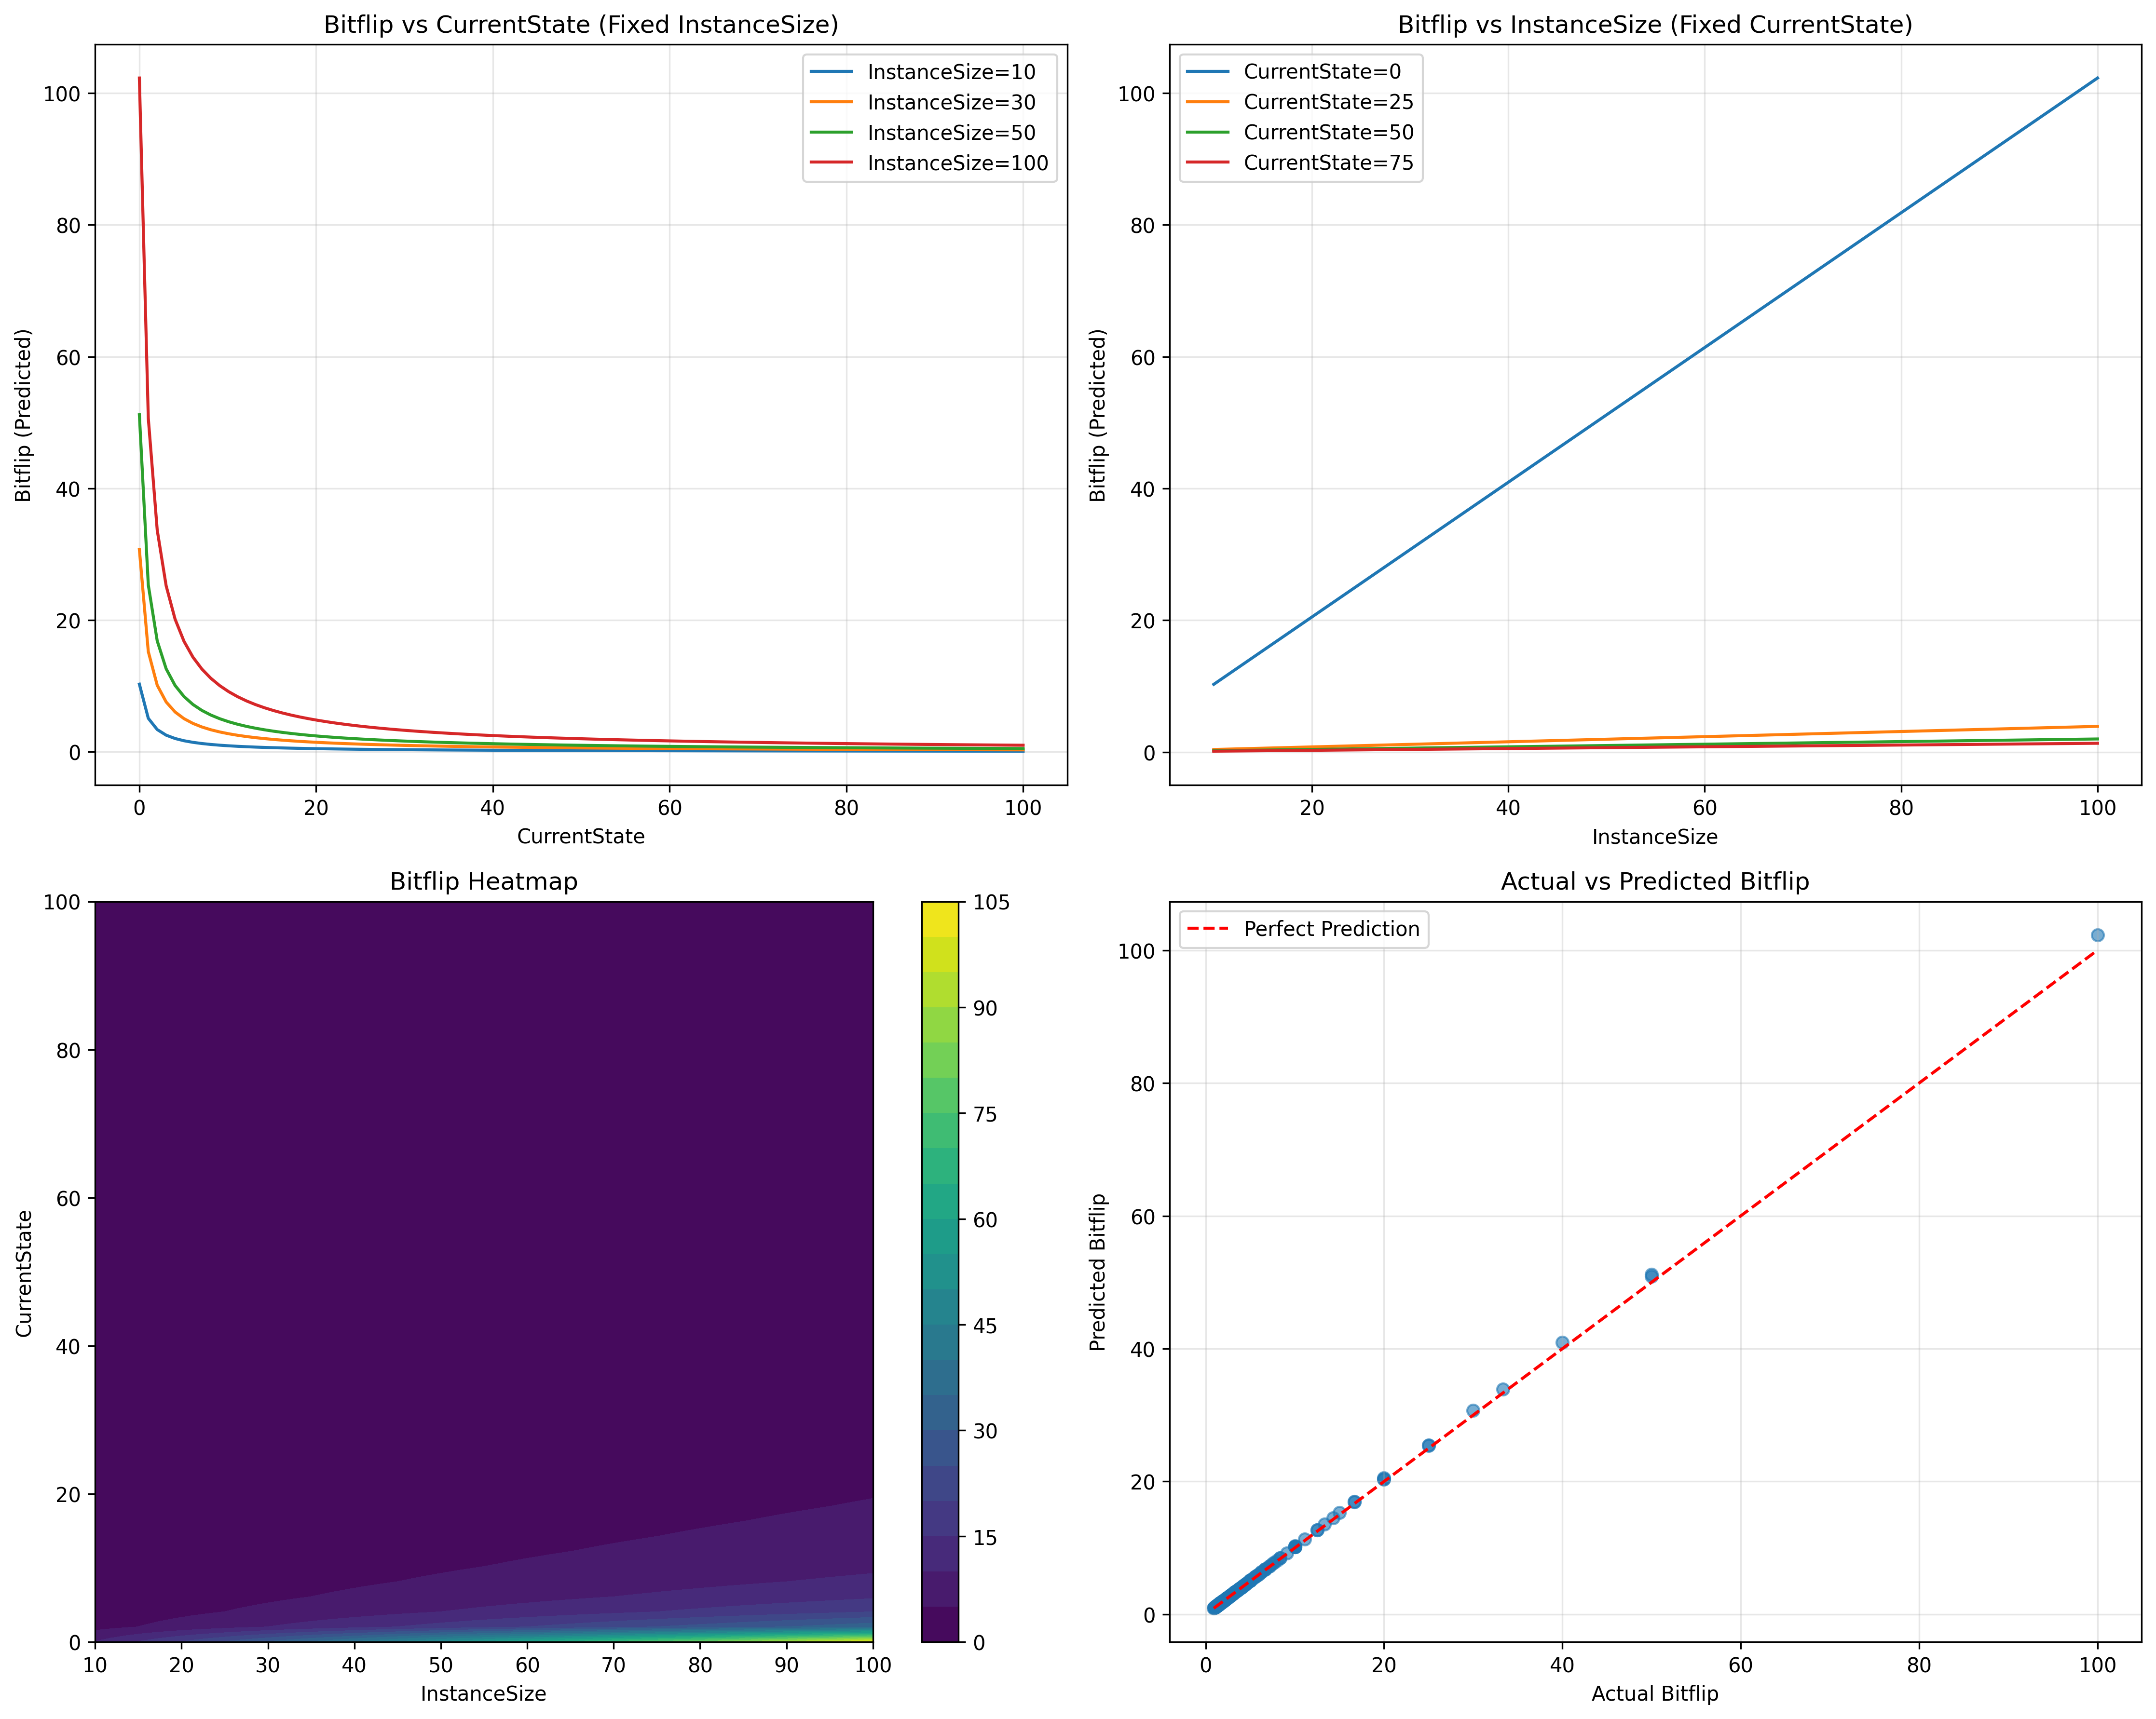 Bitflip vs CurrentState (Fixed InstanceSize)
InstanceSize=10
InstanceSize=30
InstanceSize=50
InstanceSize=100
100
80
60
40
20
0
Bitflip (Predicted)
0 20 40 60 80 100
CurrentState
Bitflip vs InstanceSize (Fixed CurrentState)
CurrentState=0
CurrentState=25
CurrentState=50
CurrentState=75
100
80
60
40
20
0
Bitflip (Predicted)
20 40 60 80 100
InstanceSize
Bitflip Heatmap
100
80
60
40
20
0
CurrentState
10 20 30 40 50 60 70 80 90 100
InstanceSize
105
90
75
60
45
30
15
0
Actual vs Predicted Bitflip
Perfect Prediction
100
80
60
40
20
0
Predicted Bitflip
0 20 40 60 80 100
Actual Bitflip